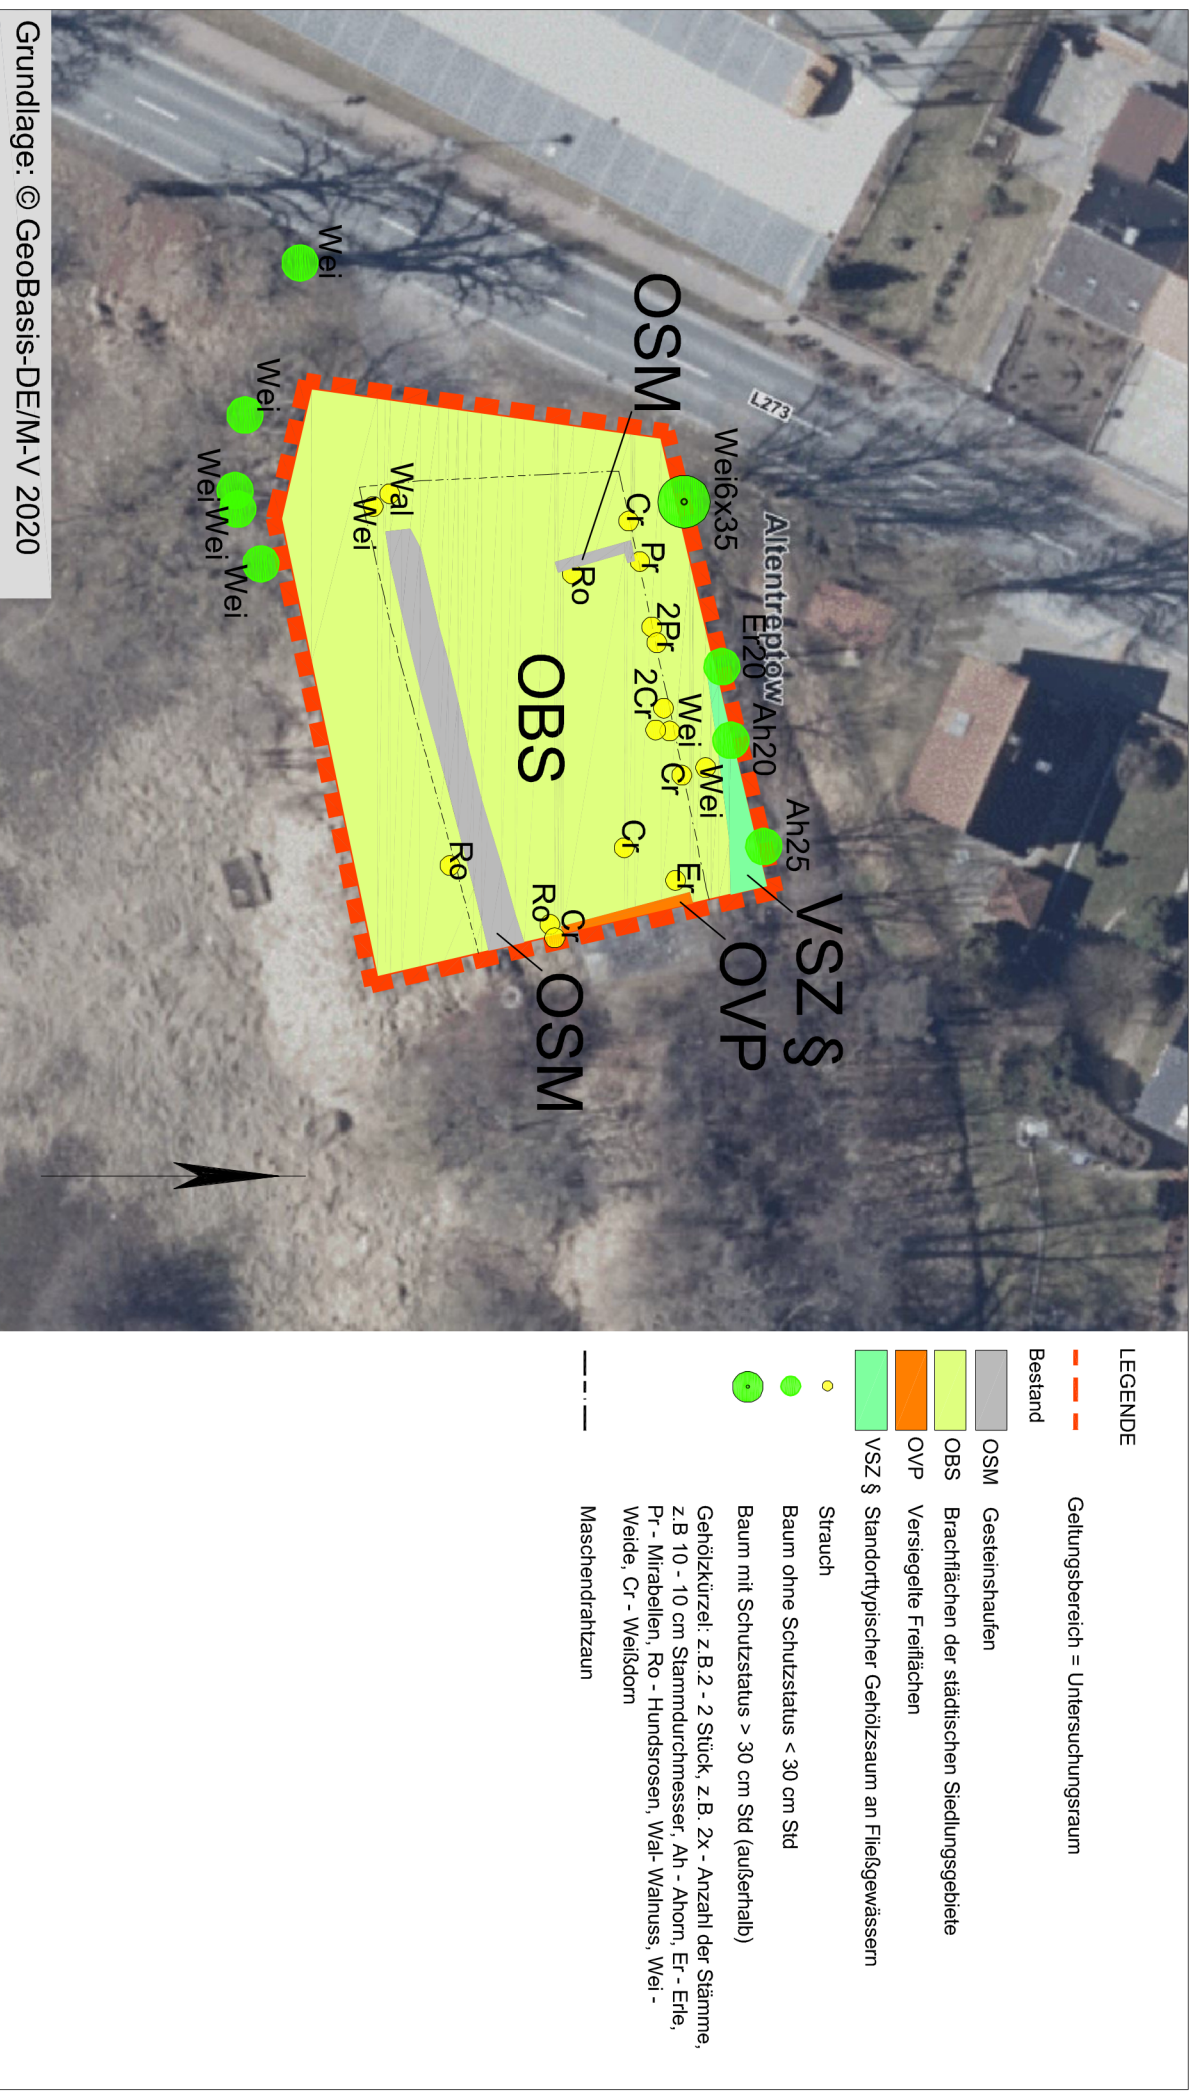 Wei
Wei
Wei
Wei
Wei
OSM
L273
Wei6x35
Altentreptow
Er20
Ah20
Ah25
Wal
Wei
Cr
Pr
Ro
2Pr
2Cr
Wei
Cr
Wei
Cr
Er
Ro
Ro
Cr
OBS
VSZ §
OVP
OSM
Grundlage: © GeoBasis-DE/M-V 2020
LEGENDE
Geltungsbereich = Untersuchungsraum
Bestand
OSM Gesteinshaufen
OBS Brachflächen der städtischen Siedlungsgebiete
OVP Versiegelte Freiflächen
VSZ § Standorttypischer Gehölzsaum an Fließgewässern
Strauch
Baum ohne Schutzstatus < 30 cm Std
Baum mit Schutzstatus > 30 cm Std (außerhalb)
Gehölzkürzel: z.B.2 - 2 Stück, z.B. 2x - Anzahl der Stämme,
z.B 10 - 10 cm Stammdurchmesser, Ah - Ahorn, Er - Erle,
Pr - Mirabellen, Ro - Hundsrosen, Wal- Walnuss, Wei -
Weide, Cr - Weißdorn
Maschendrahtzaun